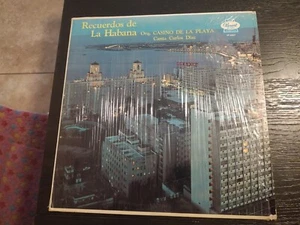 Recuerdos de
La Habana
Orq. CASINO DE LA PLAYA
Canta: Carlos Díaz